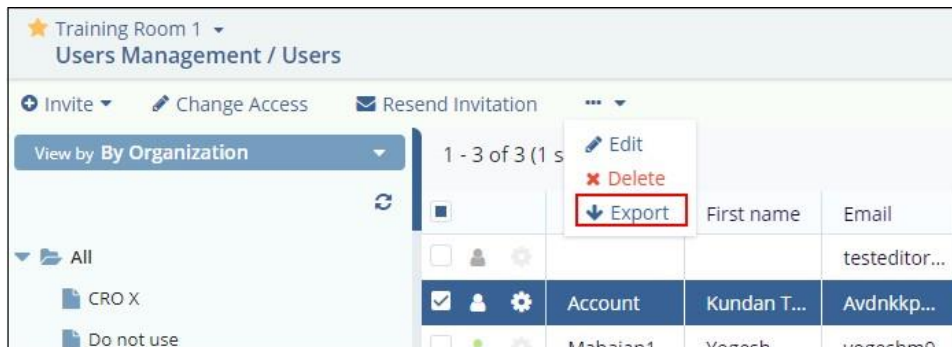 Training Room 1
Users Management / Users
Invite Change Access Resend Invitation ...
View by By Organization
1 - 3 of 3 (1 s
Edit
Delete
Export
First name Email
All
testeditor...
CRO X
Account Kundan T... Avdnkkp...
Do not use
Mahajan1 Yogesh